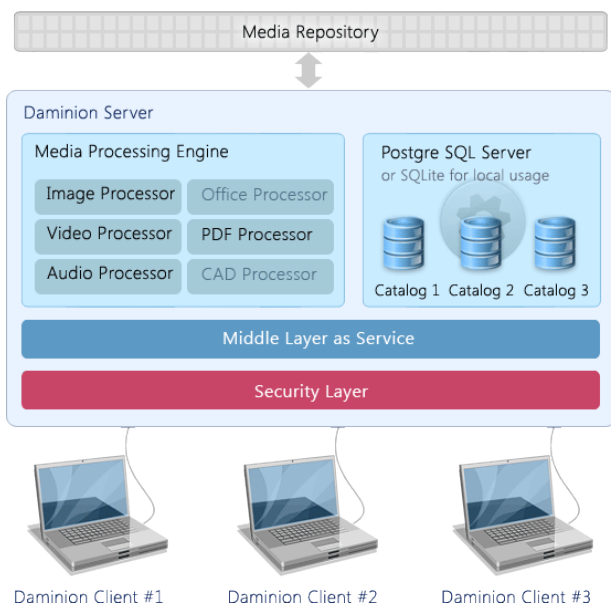 Media Repository
Daminion Server
Media Processing Engine
Image Processor
Office Processor
Video Processor
PDF Processor
Audio Processor
CAD Processor
Postgre SQL Server
or SQLite for local usage
Catalog 1
Catalog 2
Catalog 3
Middle Layer as Service
Security Layer
Daminion Client #1
Daminion Client #2
Daminion Client #3